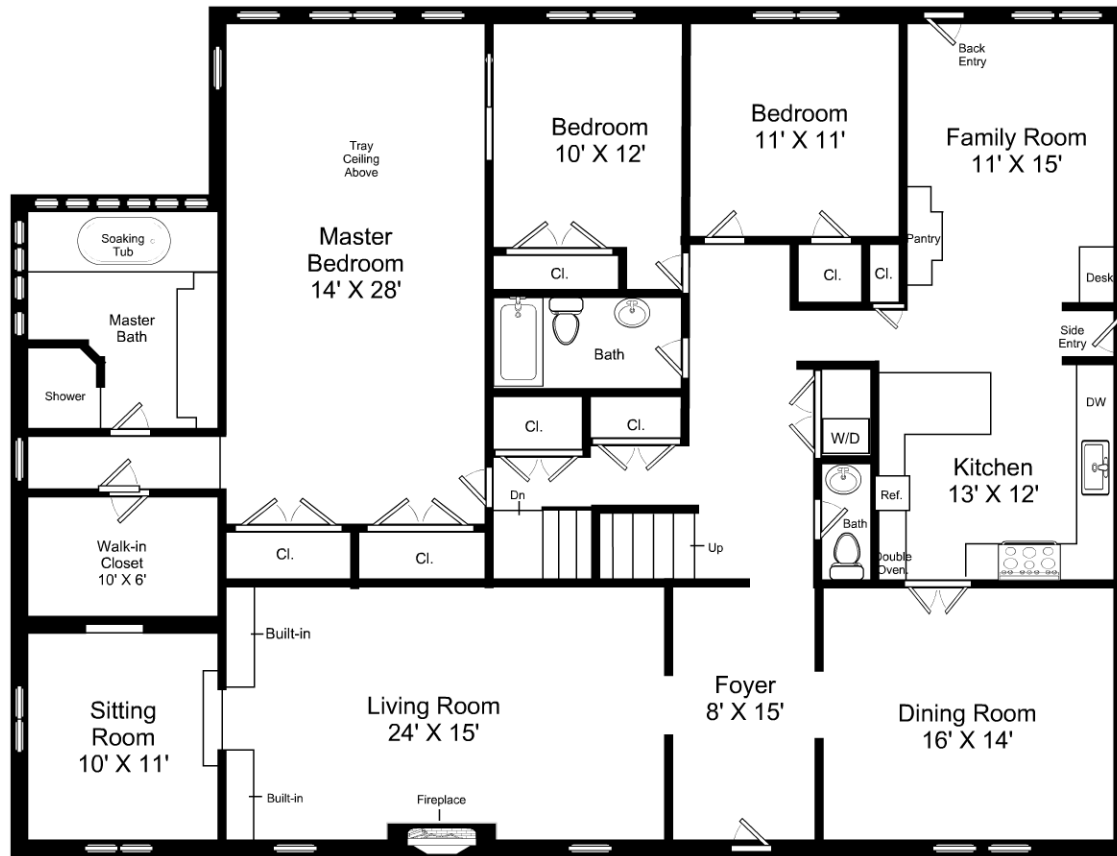 Back
Entry
Bedroom
10' X 12'
Bedroom
11' X 11'
Family Room
11' X 15'
Tray
Ceiling
Above
Soaking
Tub
Master
Bedroom
14' X 28'
Pantry
Cl.
Cl.
Cl.
Desk
Master
Bath
Side
Entry
Bath
Shower
DW
Cl.
Cl.
W/D
Kitchen
13' X 12'
Dn
Ref.
Bath
Walk-in
Closet
10' X 6'
Cl.
Cl.
Up
Double
Oven.
Built-in
Sitting
Room
10' X 11'
Living Room
24' X 15'
Foyer
8' X 15'
Dining Room
16' X 14'
Built-in
Fireplace